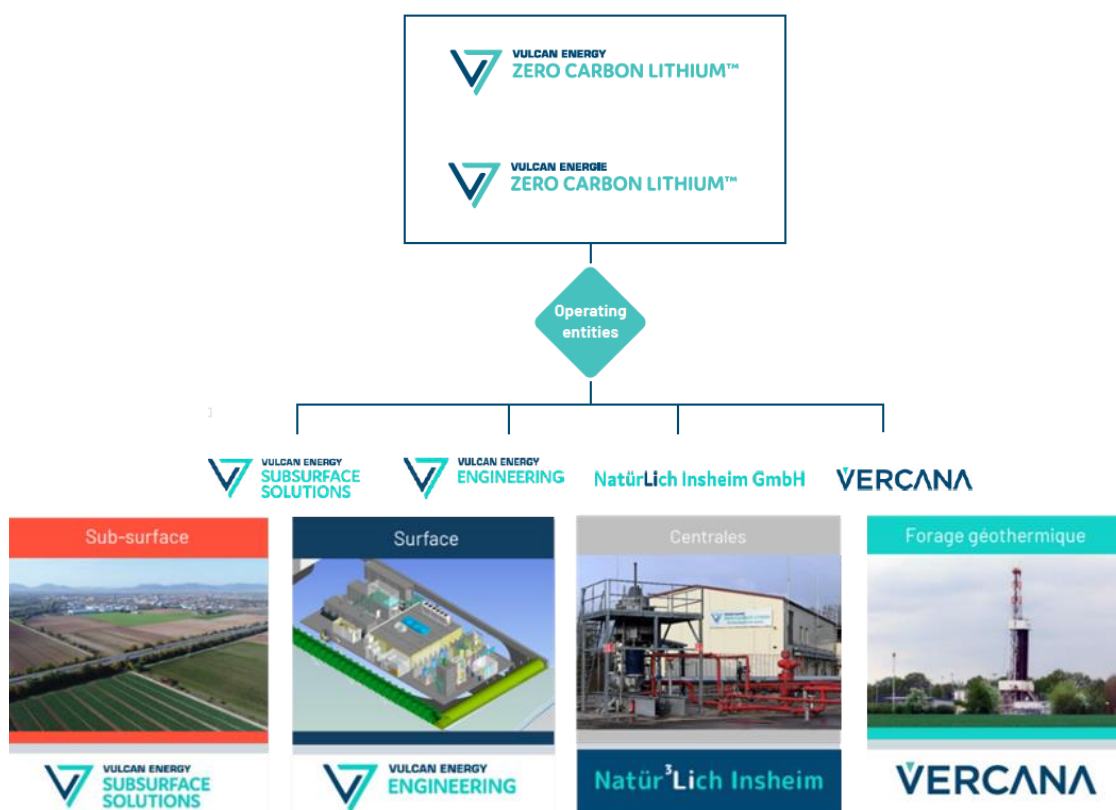 VULCAN ENERGY
ZERO CARBON LITHIUM™
VULCAN ENERGIE
ZERO CARBON LITHIUM™
Operating
entities
VULCAN ENERGY
SUBSURFACE
SOLUTIONS
VULCAN ENERGY
ENGINEERING
NatürLich Insheim GmbH
VERCANA
Sub-surface
Surface
Centrales
Forage géothermique
VULCAN ENERGY
SUBSURFACE
SOLUTIONS
VULCAN ENERGY
ENGINEERING
Natür³Lich Insheim
VERCANA